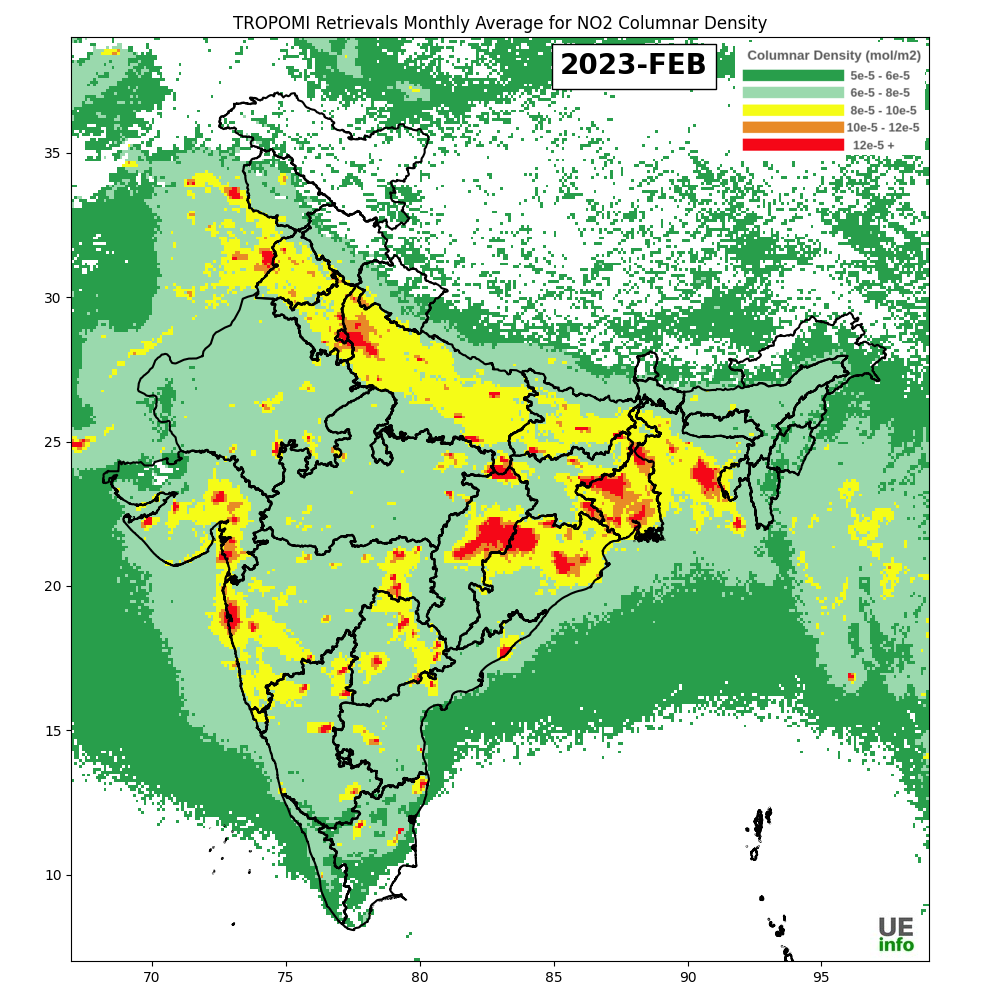 TROPOMI Retrievals Monthly Average for NO2 Columnar Density
2023-FEB
Columnar Density (mol/m2)
5e-5 - 6e-5
6e-5 - 8e-5
8e-5 - 10e-5
10e-5 - 12e-5
12e-5 +
35
30
25
20
15
10
70
75
80
85
90
95
UE
info